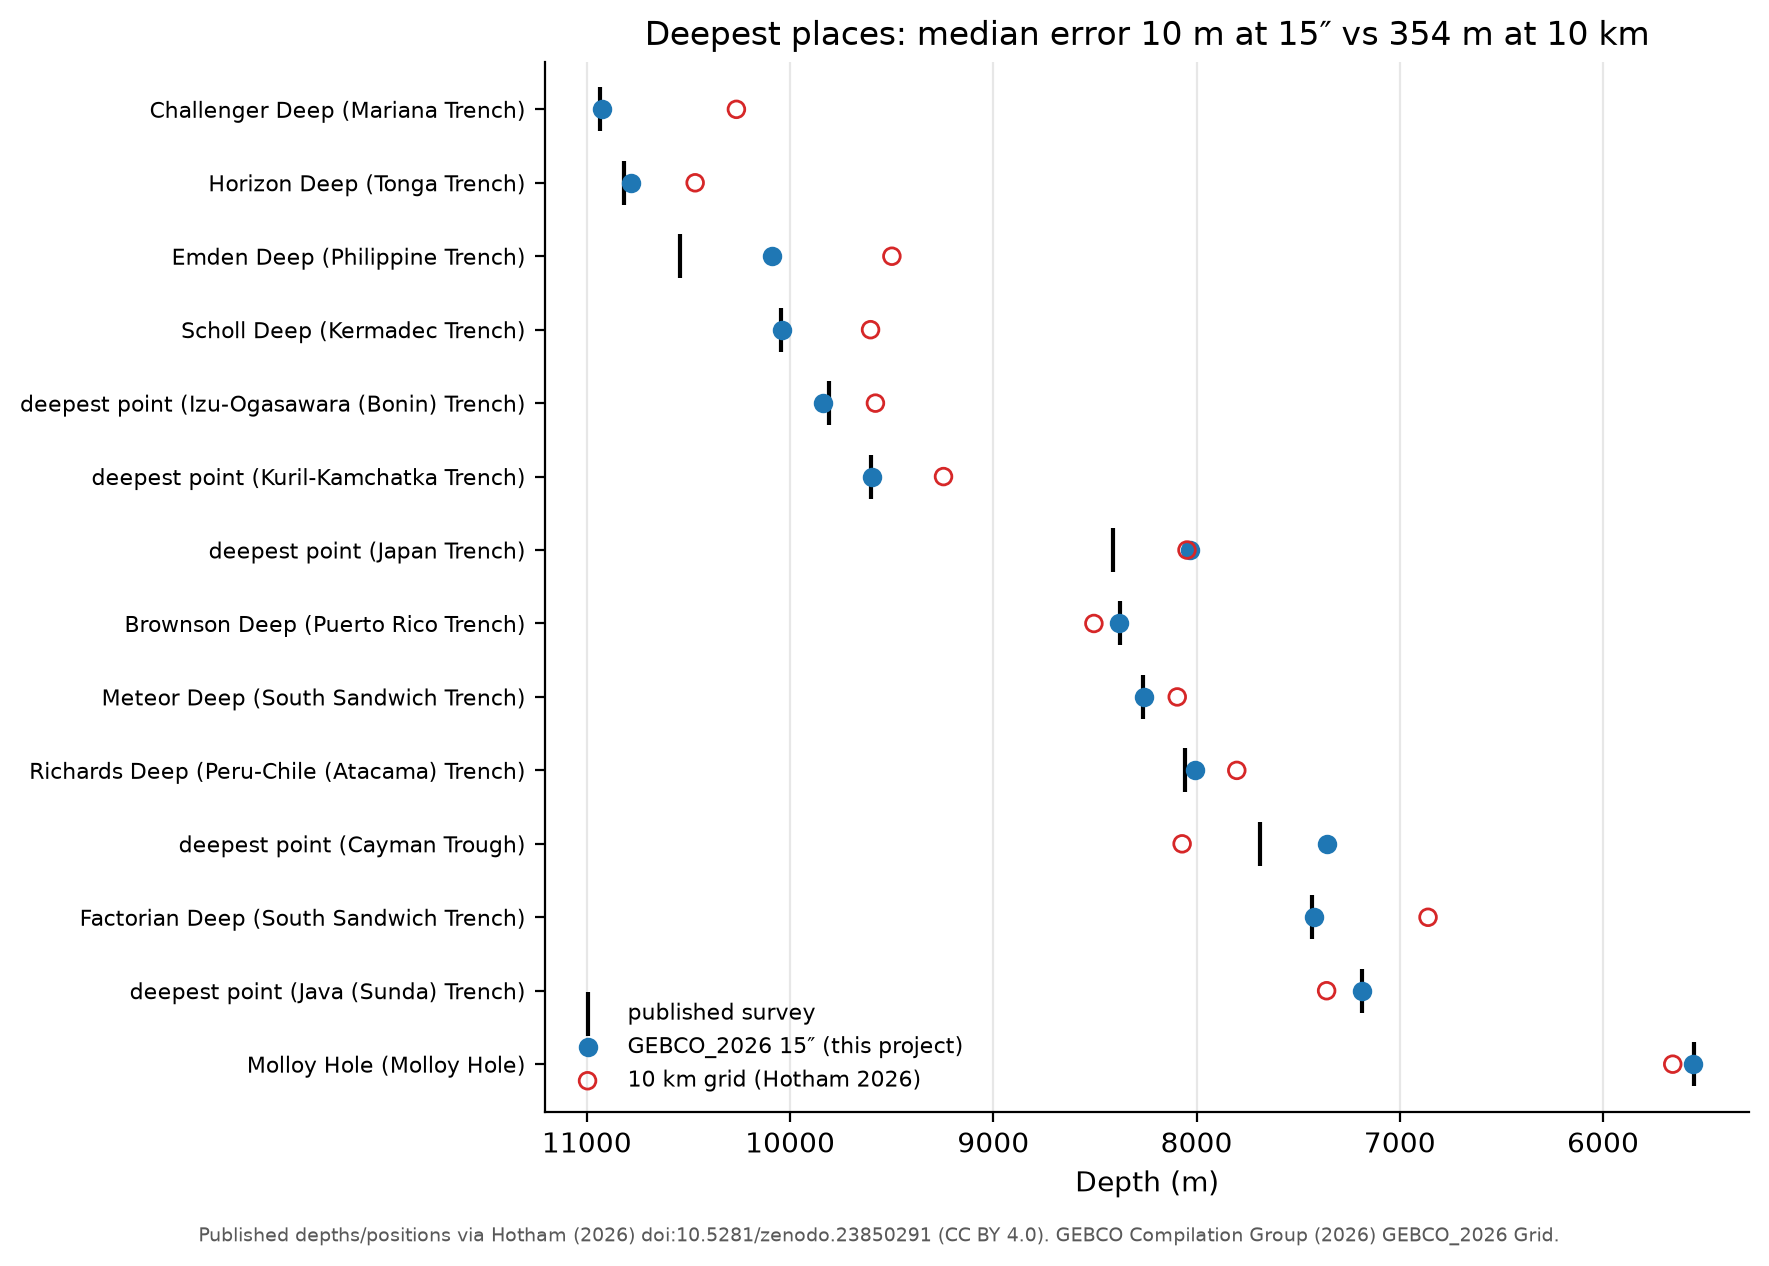 Deepest places: median error 10 m at 15″ vs 354 m at 10 km
Challenger Deep (Mariana Trench)
Horizon Deep (Tonga Trench)
Emden Deep (Philippine Trench)
Scholl Deep (Kermadec Trench)
deepest point (Izu-Ogasawara (Bonin) Trench)
deepest point (Kuril-Kamchatka Trench)
deepest point (Japan Trench)
Brownson Deep (Puerto Rico Trench)
Meteor Deep (South Sandwich Trench)
Richards Deep (Peru-Chile (Atacama) Trench)
deepest point (Cayman Trough)
Factorian Deep (South Sandwich Trench)
deepest point (Java (Sunda) Trench)
Molloy Hole (Molloy Hole)
published survey
GEBCO_2026 15″ (this project)
10 km grid (Hotham 2026)
11000 10000 9000 8000 7000 6000
Depth (m)
Published depths/positions via Hotham (2026) doi:10.5281/zenodo.23850291 (CC BY 4.0). GEBCO Compilation Group (2026) GEBCO_2026 Grid.